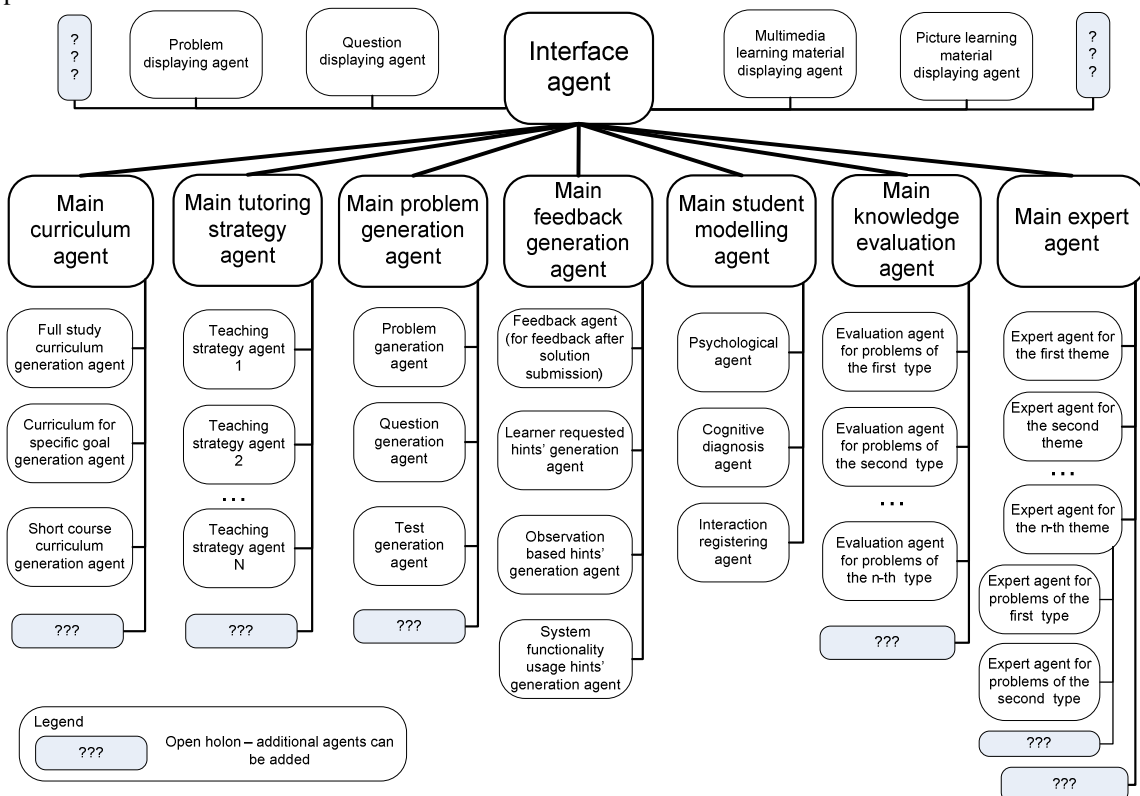 ?
?
?
Problem
displaying agent
Question
displaying agent
Interface
agent
Multimedia
learning material
displaying agent
Picture learning
material
displaying agent
?
?
?
Main
curriculum
agent
Main tutoring
strategy
agent
Main problem
generation
agent
Main
feedback
generation
agent
Main student
modelling
agent
Main
knowledge
evaluation
agent
Main expert
agent
Full study
curriculum
generation agent
Curriculum for
specific goal
generation agent
Short course
curriculum
generation agent
???
Teaching
strategy agent
1
Teaching
strategy agent
2
...
Teaching
strategy agent
N
???
Problem
ganeration
agent
Question
generation
agent
Test
generation
agent
???
Feedback agent
(for feedback after
solution
submission)
Learner requested
hints' generation
agent
Observation
based hints'
generation agent
System
functionality
usage hints'
generation agent
Psychological
agent
Cognitive
diagnosis
agent
Interaction
registering
agent
Evaluation agent
for problems of
the first type
Evaluation agent
for problems of
the second type
...
Evaluation agent
for problems of
the n-th type
???
Expert agent for
the first theme
Expert agent for
the second
theme
...
Expert agent for
the n-th theme
Expert agent for
problems of the
first type
Expert agent for
problems of the
second type
???
???
Legend
???
Open holon – additional agents can
be added